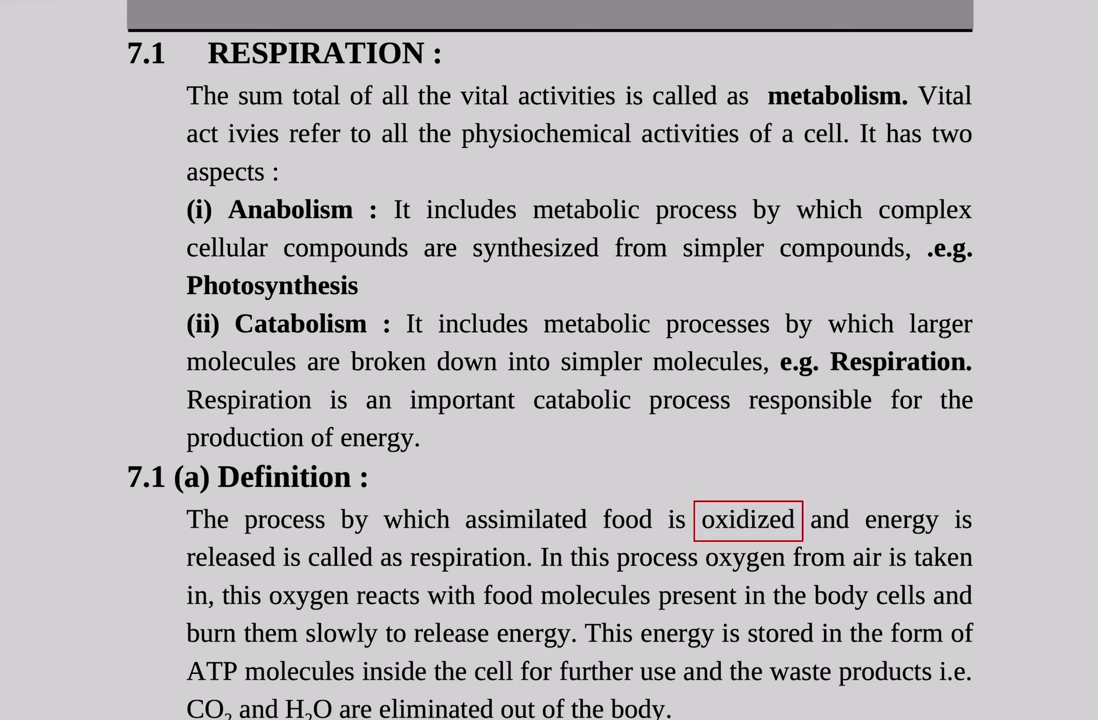 7.1 RESPIRATION :
The sum total of all the vital activities is called as metabolism. Vital
act ivies refer to all the physiochemical activities of a cell. It has two
aspects :
(i) Anabolism : It includes metabolic process by which complex
cellular compounds are synthesized from simpler compounds, .e.g.
Photosynthesis
(ii) Catabolism : It includes metabolic processes by which larger
molecules are broken down into simpler molecules, e.g. Respiration.
Respiration is an important catabolic process responsible for the
production of energy.
7.1 (a) Definition :
The process by which assimilated food is oxidized and energy is
released is called as respiration. In this process oxygen from air is taken
in, this oxygen reacts with food molecules present in the body cells and
burn them slowly to release energy. This energy is stored in the form of
ATP molecules inside the cell for further use and the waste products i.e.
CO₂ and H₂O are eliminated out of the body.